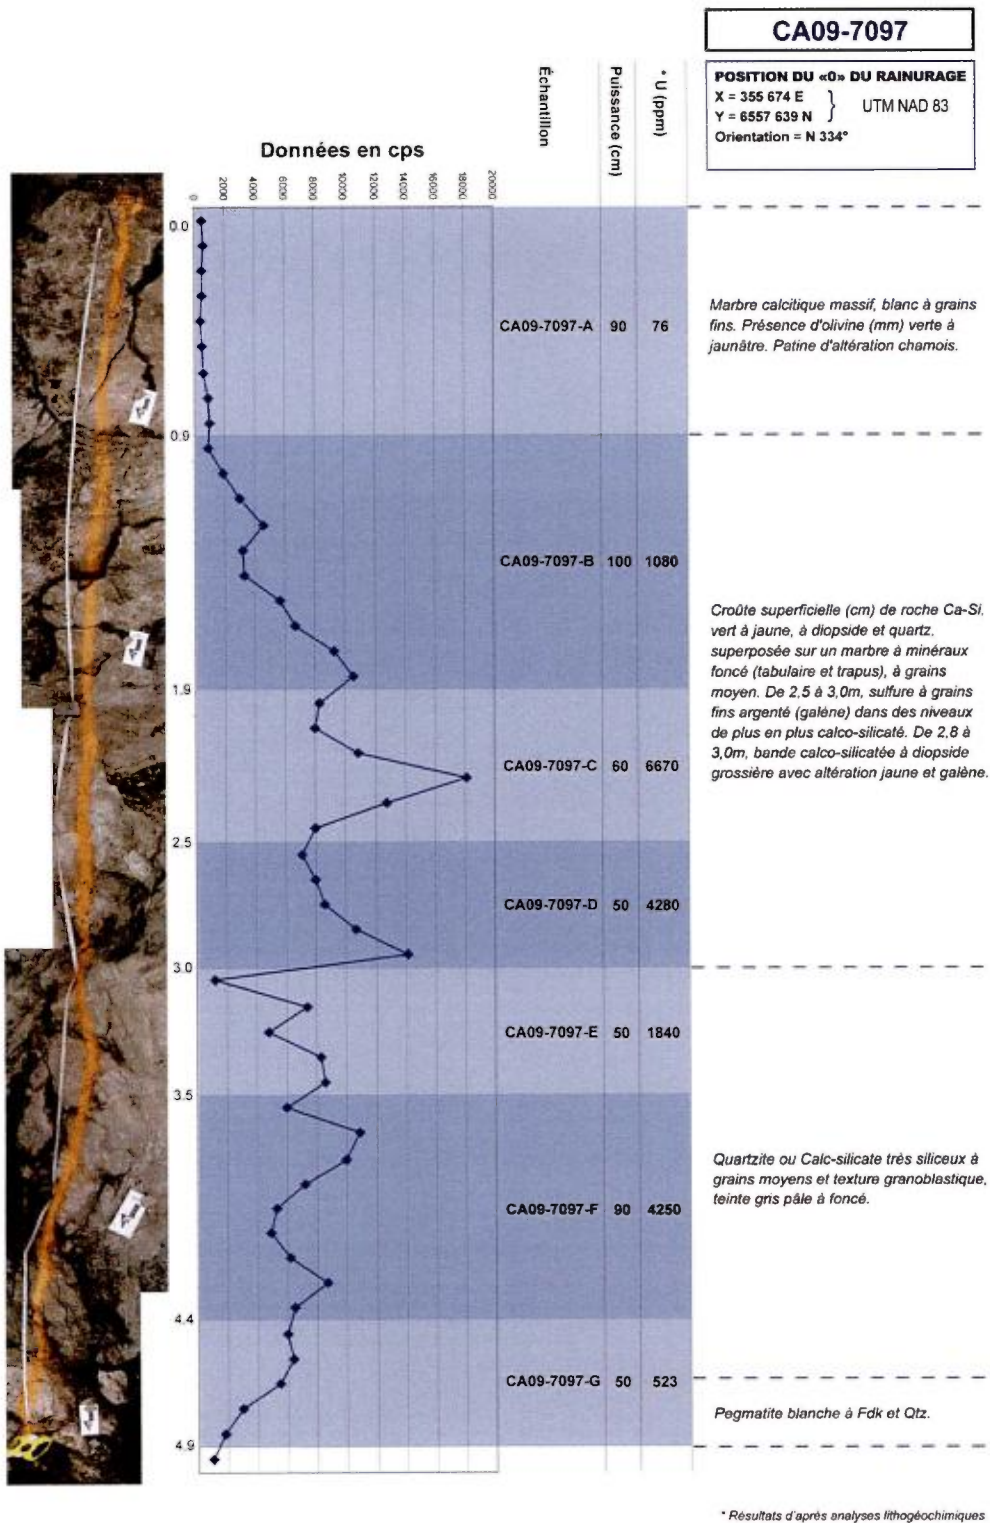 CA09-7097
POSITION DU «0» DU RAINURAGE
X = 355 674 E
Y = 6557 639 N
} UTM NAD 83
Orientation = N 334°
Échantillon
Puissance (cm)
* U (ppm)
Données en cps
0 2000 4000 6000 8000 10000 12000 14000 16000 18000 20000
0.0
CA09-7097-A 90 76
Marbre calcitique massif, blanc à grains
fins. Présence d'olivine (mm) verte à
jaunâtre. Patine d'altération chamois.
0.9
CA09-7097-B 100 1080
Croûte superficielle (cm) de roche Ca-Si,
vert à jaune, à diopside et quartz,
superposée sur un marbre à minéraux
foncé (tabulaire et trapus), à grains
moyen. De 2,5 à 3,0m, sulfure à grains
fins argenté (galène) dans des niveaux
de plus en plus calco-silicaté. De 2,8 à
3,0m, bande calco-silicatée à diopside
grossière avec altération jaune et galène.
1.9
CA09-7097-C 60 6670
2.5
CA09-7097-D 50 4280
3.0
CA09-7097-E 50 1840
3.5
Quartzite ou Calc-silicate très siliceux à
grains moyens et texture granoblastique,
teinte gris pâle à foncé.
CA09-7097-F 90 4250
4.4
CA09-7097-G 50 523
Pegmatite blanche à Fdk et Qtz.
4.9
* Résultats d'après analyses lithogéochimiques